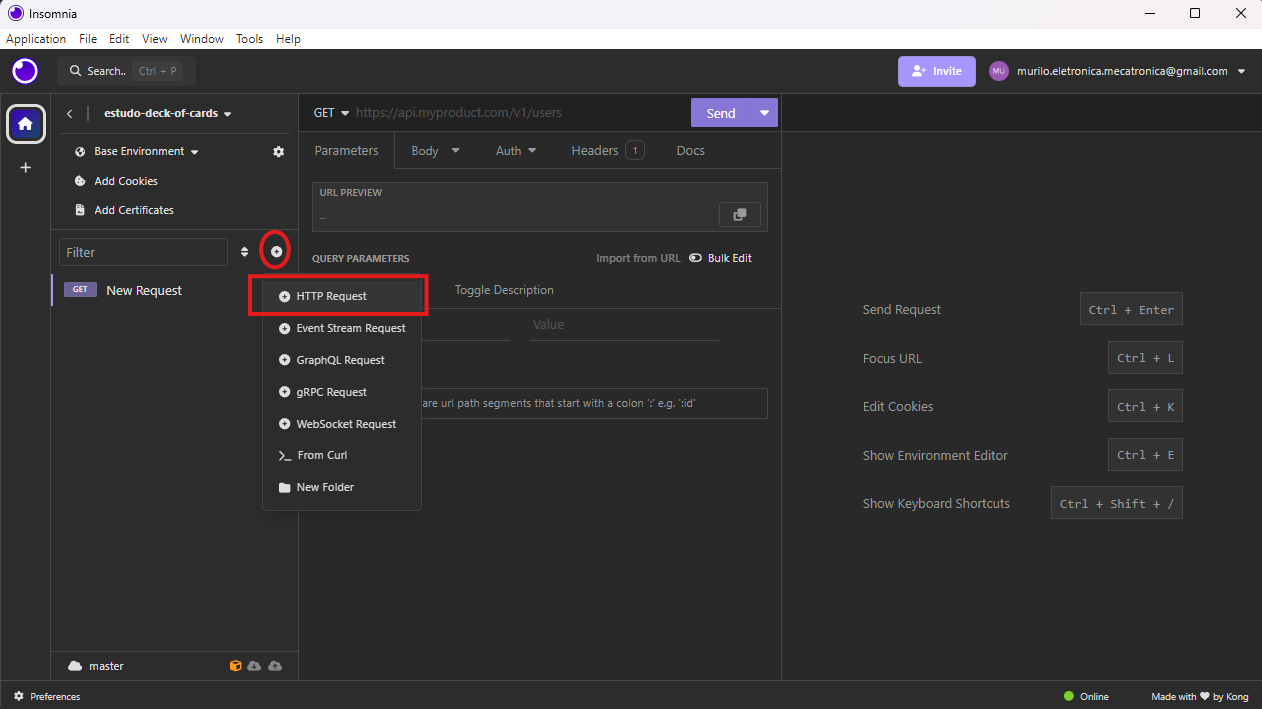 Insomnia
Application File Edit View Window Tools Help
Search.. Ctrl + P
Invite
MU murilo.eletronica.mecatronica@gmail.com
estudo-deck-of-cards
Base Environment
Add Cookies
Add Certificates
Filter
GET New Request
HTTP Request
Event Stream Request
GraphQL Request
gRPC Request
WebSocket Request
From Curl
New Folder
master
GET https://api.myproduct.com/v1/users Send
Parameters Body Auth Headers 1 Docs
URL PREVIEW
...
QUERY PARAMETERS Import from URL Bulk Edit
Toggle Description
Value
are url path segments that start with a colon ':' e.g. ':id'
Send Request Ctrl + Enter
Focus URL Ctrl + L
Edit Cookies Ctrl + K
Show Environment Editor Ctrl + E
Show Keyboard Shortcuts Ctrl + Shift + /
Preferences
Online
Made with ♥ by Kong